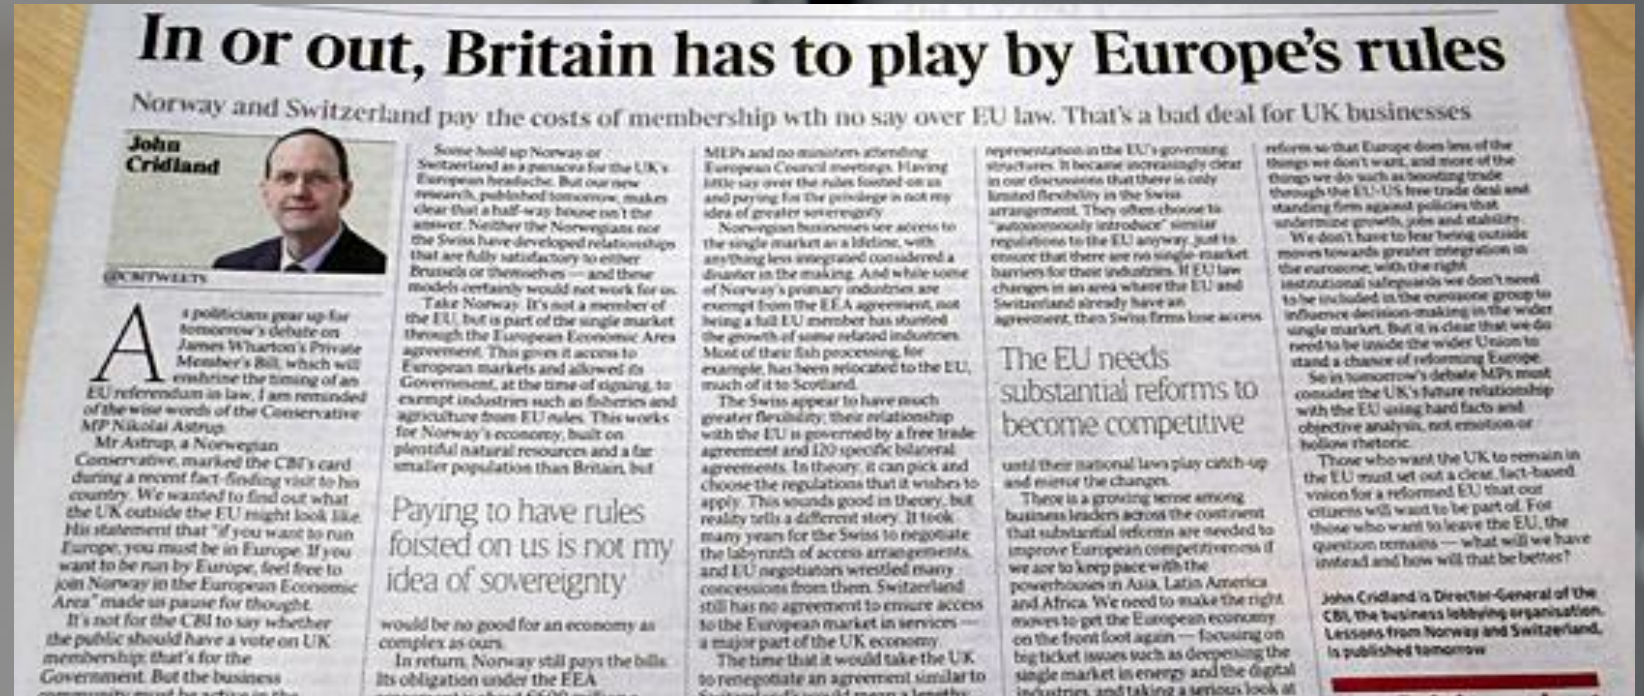 In or out, Britain has to play by Europe's rules
Norway and Switzerland pay the costs of membership wth no say over EU law. That's a bad deal for UK businesses
John
Cridland
@CBITWEETS
As politicians gear up for
tomorrow's debate on
James Wharton's Private
Member's Bill, which will
enshrine the timing of an
EU referendum in law, I am reminded
of the wise words of the Conservative
MP Nikolai Astrup.
Mr Astrup, a Norwegian
Conservative, marked the CBI's card
during a recent fact-finding visit to his
country. We wanted to find out what
the UK outside the EU might look like.
His statement that "if you want to run
Europe, you must be in Europe. If you
want to be run by Europe, feel free to
join Norway in the European Economic
Area" made us pause for thought.
It's not for the CBI to say whether
the public should have a vote on UK
membership; that's for the
Government. But the business
community must be active in the
Some hold up Norway or
Switzerland as a panacea for the UK's
European headache. But our new
research, published tomorrow, makes
clear that a half-way house isn't the
answer. Neither the Norwegians nor
the Swiss have developed relationships
that are fully satisfactory to either
Brussels or themselves — and these
models certainly would not work for us.
Take Norway. It's not a member of
the EU, but is part of the single market
through the European Economic Area
agreement. This gives it access to
European markets and allowed its
Government, at the time of signing, to
exempt industries such as fisheries and
agriculture from EU rules. This works
for Norway's economy, built on
plentiful natural resources and a far
smaller population than Britain, but
Paying to have rules
foisted on us is not my
idea of sovereignty
would be no good for an economy as
complex as ours.
In return, Norway still pays the bills.
Its obligation under the EEA
MEPs and no ministers attending
European Council meetings. Having
little say over the rules foisted on us
and paying for the privilege is not my
idea of greater sovereignty.
Norwegian businesses see access to
the single market as a lifeline, with
anything less integrated considered a
disaster in the making. And while some
of Norway's primary industries are
exempt from the EEA agreement, not
being a full EU member has stunted
the growth of some related industries.
Most of their fish processing, for
example, has been relocated to the EU,
much of it to Scotland.
The Swiss appear to have much
greater flexibility; their relationship
with the EU is governed by a free trade
agreement and 120 specific bilateral
agreements. In theory, it can pick and
choose the regulations that it wishes to
apply. This sounds good in theory, but
reality tells a different story. It took
many years for the Swiss to negotiate
the labyrinth of access arrangements,
and EU negotiators wrestled many
concessions from them. Switzerland
still has no agreement to ensure access
to the European market in services —
a major part of the UK economy.
The time that it would take the UK
to renegotiate an agreement similar to
Switzerland's would mean a lengthy
representation in the EU's governing
structures. It became increasingly clear
in our discussions that there is only
limited flexibility in the Swiss
arrangement. They often choose to
"autonomously introduce" similar
regulations to the EU anyway, just to
ensure that there are no single-market
barriers for their industries. If EU law
changes in an area where the EU and
Switzerland already have an
agreement, then Swiss firms lose access
The EU needs
substantial reforms to
become competitive
until their national laws play catch-up
and mirror the changes.
There is a growing sense among
business leaders across the continent
that substantial reforms are needed to
improve European competitiveness if
we are to keep pace with the
powerhouses in Asia, Latin America
and Africa. We need to make the right
moves to get the European economy
on the front foot again — focusing on
big ticket issues such as deepening the
single market in energy and the digital
industries, and taking a serious look at
reform so that Europe does less of the
things we don't want, and more of the
things we do such as boosting trade
through the EU-US free trade deal and
standing firm against policies that
undermine growth, jobs and stability.
We don't have to fear being outside
moves towards greater integration in
the eurozone, with the right
institutional safeguards we don't need
to be included in the eurozone group to
influence decision-making in the wider
single market. But it is clear that we do
need to be inside the wider Union to
stand a chance of reforming Europe.
So in tomorrow's debate MPs must
consider the UK's future relationship
with the EU using hard facts and
objective analysis, not emotion or
hollow rhetoric.
Those who want the UK to remain in
the EU must set out a clear, fact-based
vision for a reformed EU that our
citizens will want to be part of. For
those who want to leave the EU, the
question remains — what will we have
instead and how will that be better?
John Cridland is Director-General of the
CBI, the business lobbying organisation.
Lessons from Norway and Switzerland,
is published tomorrow